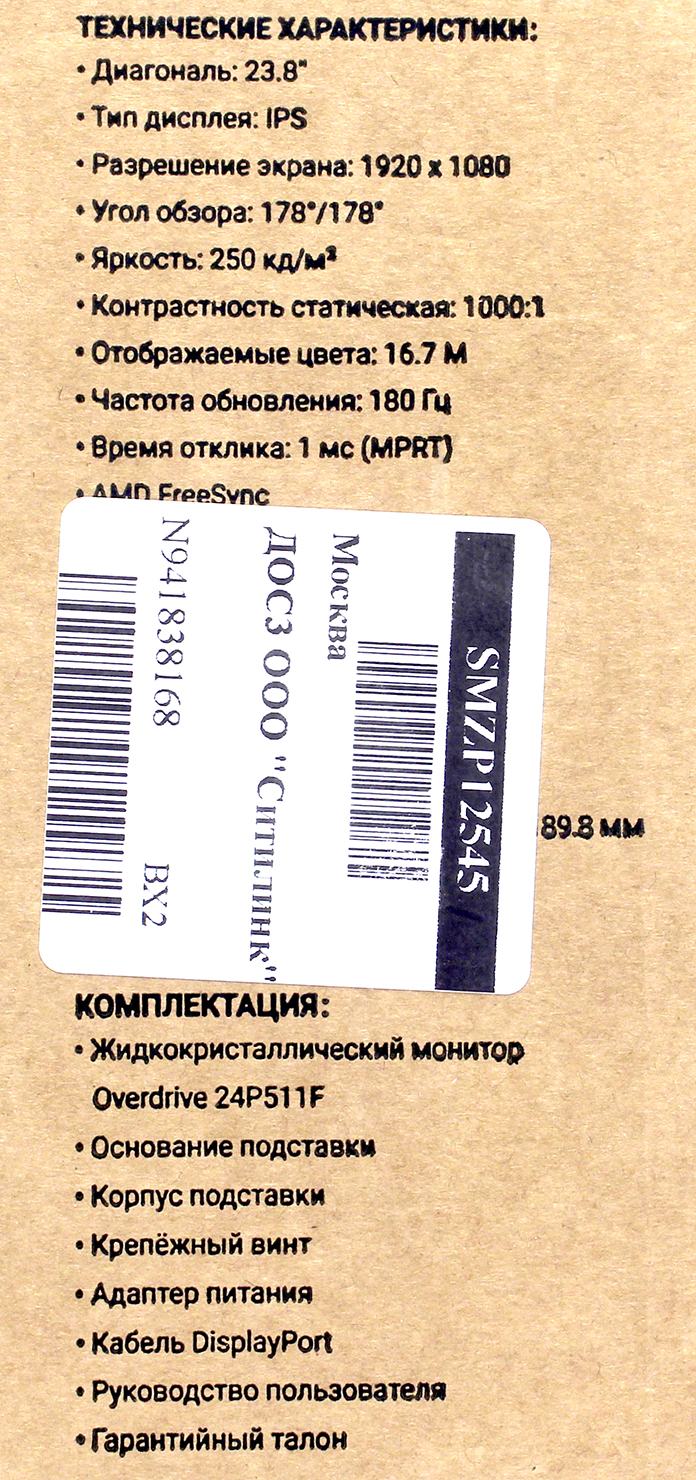 ТЕХНИЧЕСКИЕ ХАРАКТЕРИСТИКИ:
• Диагональ: 23.8"
• Тип дисплея: IPS
• Разрешение экрана: 1920 x 1080
• Угол обзора: 178°/178°
• Яркость: 250 кд/м²
• Контрастность статическая: 1000:1
• Отображаемые цвета: 16.7 М
• Частота обновления: 180 Гц
• Время отклика: 1 мс (MPRT)
• AMD FreeSync
SMZP12545
Москва
ДОС3 ООО "Ситилинк"
N941838168 BX2
89.8 мм
КОМПЛЕКТАЦИЯ:
• Жидкокристаллический монитор
Overdrive 24P511F
• Основание подставки
• Корпус подставки
• Крепёжный винт
• Адаптер питания
• Кабель DisplayPort
• Руководство пользователя
• Гарантийный талон